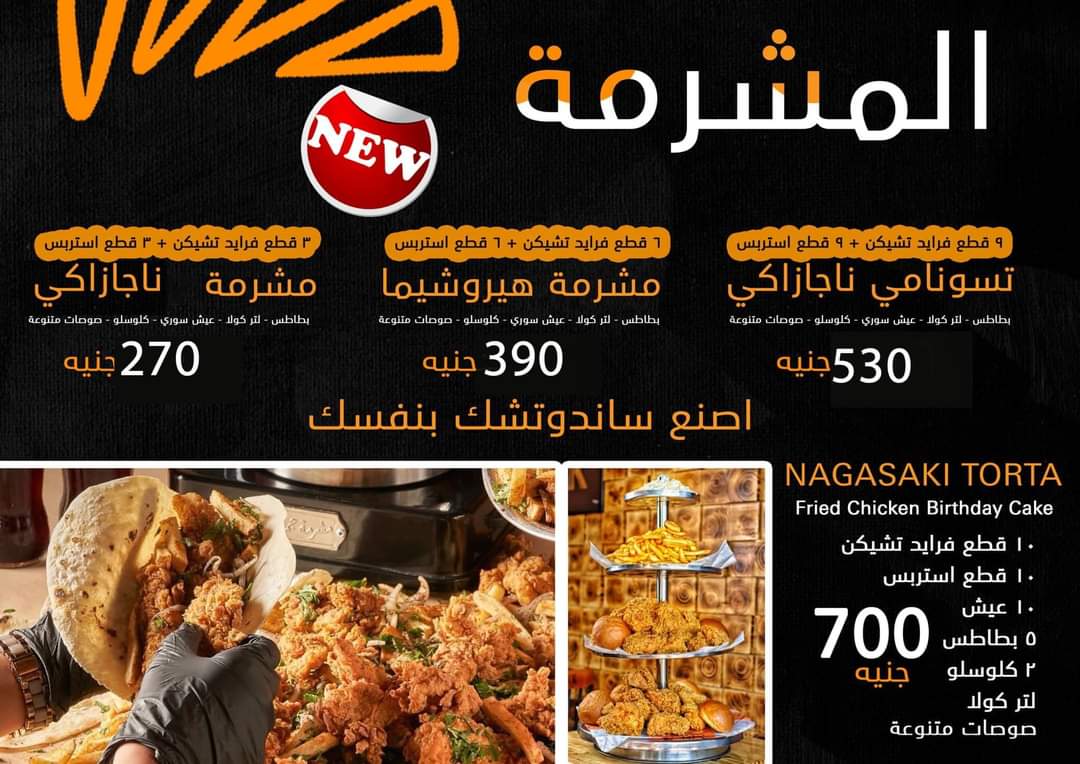 المشرمة
NEW
٩ قطع فرايد تشيكن + ٩ قطع استربس
تسونامي ناجازاكي
بطاطس - لتر كولا - عيش سوري - كلوسلو - صوصات متنوعة
530 جنيه
٦ قطع فرايد تشيكن + ٦ قطع استربس
مشرمة هيروشيما
بطاطس - لتر كولا - عيش سوري - كلوسلو - صوصات متنوعة
390 جنيه
٣ قطع فرايد تشيكن + ٣ قطع استربس
مشرمة ناجازاكي
بطاطس - لتر كولا - عيش سوري - كلوسلو - صوصات متنوعة
270 جنيه
اصنع ساندوتشك بنفسك
NAGASAKI TORTA
Fried Chicken Birthday Cake
١٠ قطع فرايد تشيكن
١٠ قطع استربس
١٠ عيش
٥ بطاطس
٢ كلوسلو
لتر كولا
صوصات متنوعة
700
جنيه